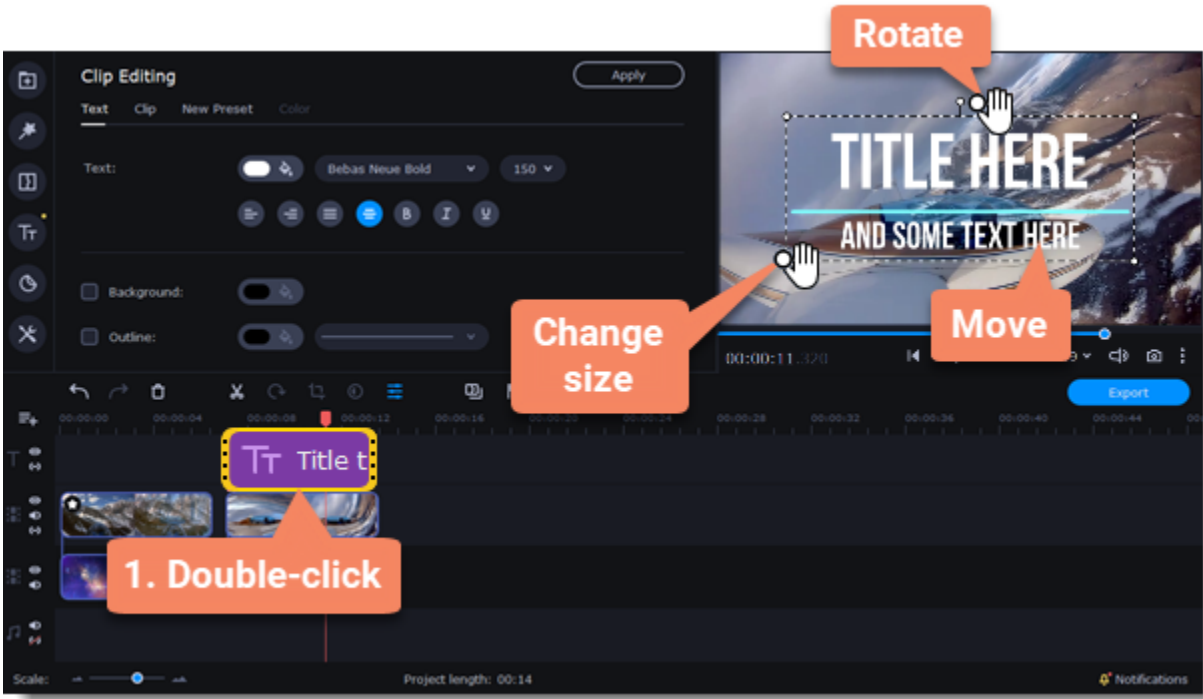 Rotate
Clip Editing
Apply
Text Clip New Preset Color
TITLE HERE
AND SOME TEXT HERE
Text:
Bebas Neue Bold
150
B I U
Background:
Outline:
Change
size
Move
00:00:11.320
Export
00:00:00 00:00:04 00:00:08 00:00:12 00:00:16 00:00:20 00:00:24 00:00:28 00:00:32 00:00:36 00:00:40 00:00:44
Title t
1. Double-click
Scale:
Project length: 00:14
Notifications